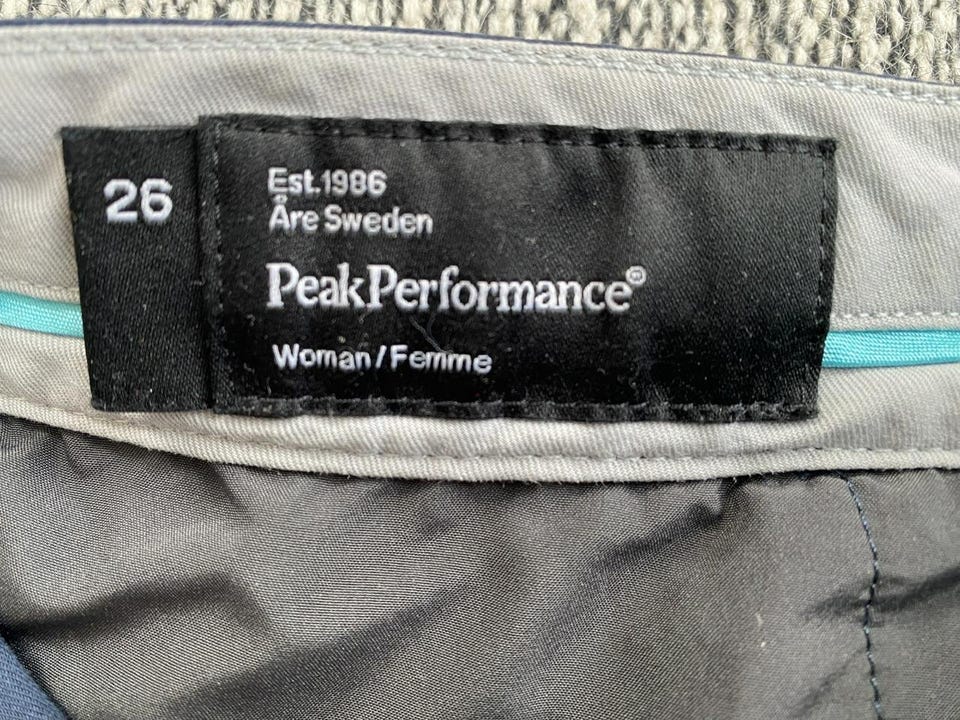 26
Est.1986
Åre Sweden
PeakPerformance®
Woman/Femme